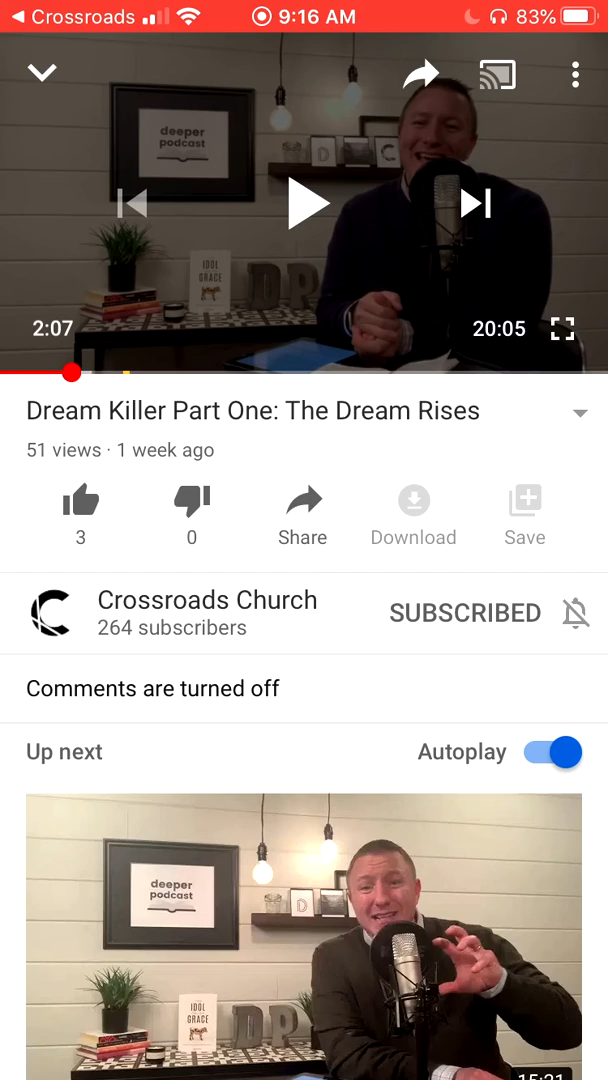 Crossroads 9:16 AM 83%
deeper
podcast
D C
IDOL
GRACE
DP
2:07 20:05
Dream Killer Part One: The Dream Rises
51 views · 1 week ago
3 0 Share Download Save
Crossroads Church
264 subscribers
SUBSCRIBED
Comments are turned off
Up next Autoplay
deeper
podcast
D
IDOL
GRACE
DP
15:21